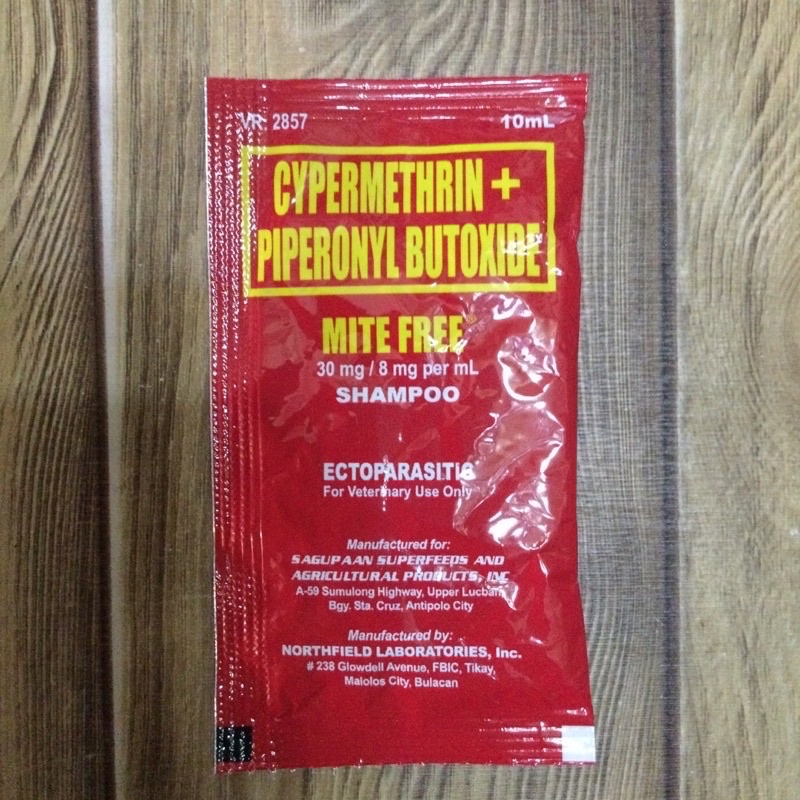 VR. 2857
10mL
CYPERMETHRIN +
PIPERONYL BUTOXIDE
MITE FREE
30 mg / 8 mg per mL
SHAMPOO
ECTOPARASITIC
For Veterinary Use Only
Manufactured for:
SAGUPAAN SUPERFEEDS AND
AGRICULTURAL PRODUCTS, INC
A-59 Sumulong Highway, Upper Lucban,
Bgy. Sta. Cruz, Antipolo City
Manufactured by:
NORTHFIELD LABORATORIES, Inc.
# 238 Glowdell Avenue, FBIC, Tikay,
Malolos City, Bulacan